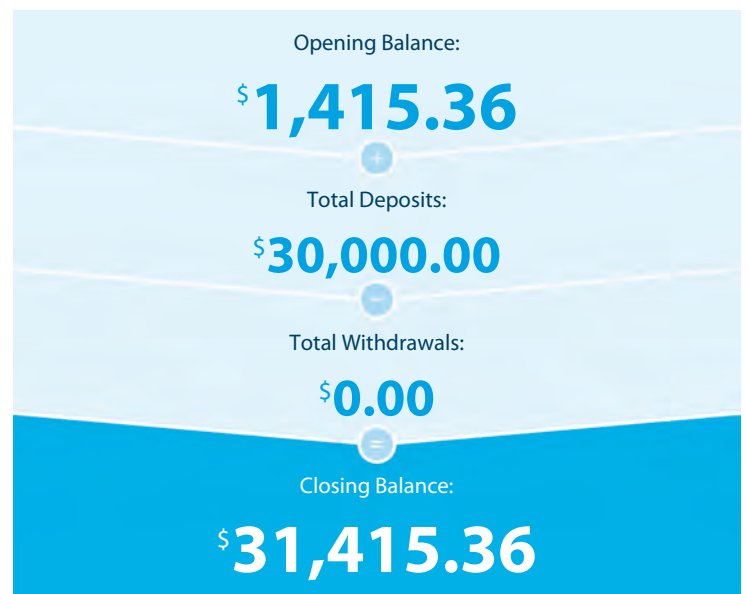 Opening Balance:
$1,415.36
+
Total Deposits:
$30,000.00
-
Total Withdrawals:
$0.00
=
Closing Balance:
$31,415.36